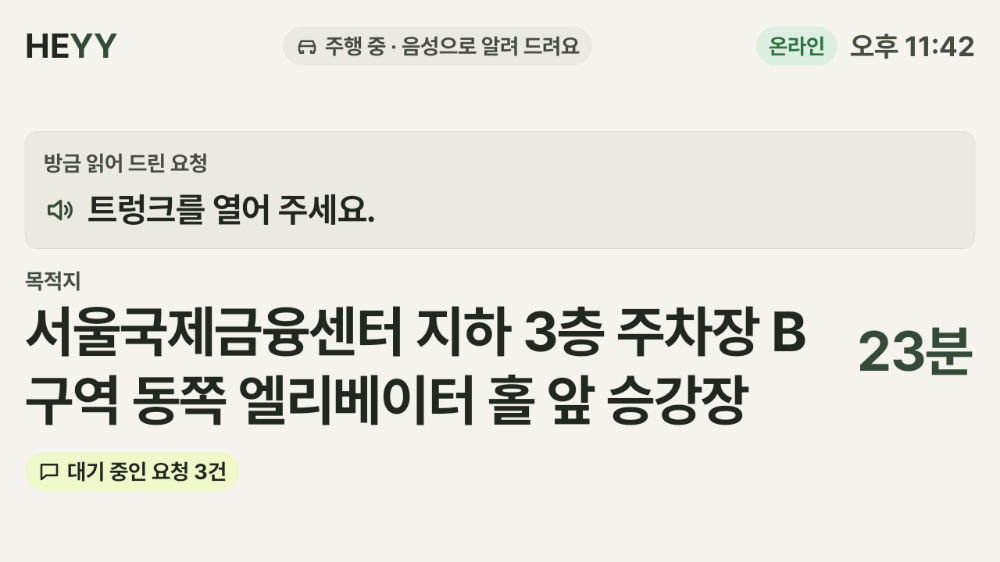 HEYY
주행 중 · 음성으로 알려 드려요
온라인
오후 11:42
방금 읽어 드린 요청
트렁크를 열어 주세요.
목적지
서울국제금융센터 지하 3층 주차장 B
구역 동쪽 엘리베이터 홀 앞 승강장
23분
대기 중인 요청 3건